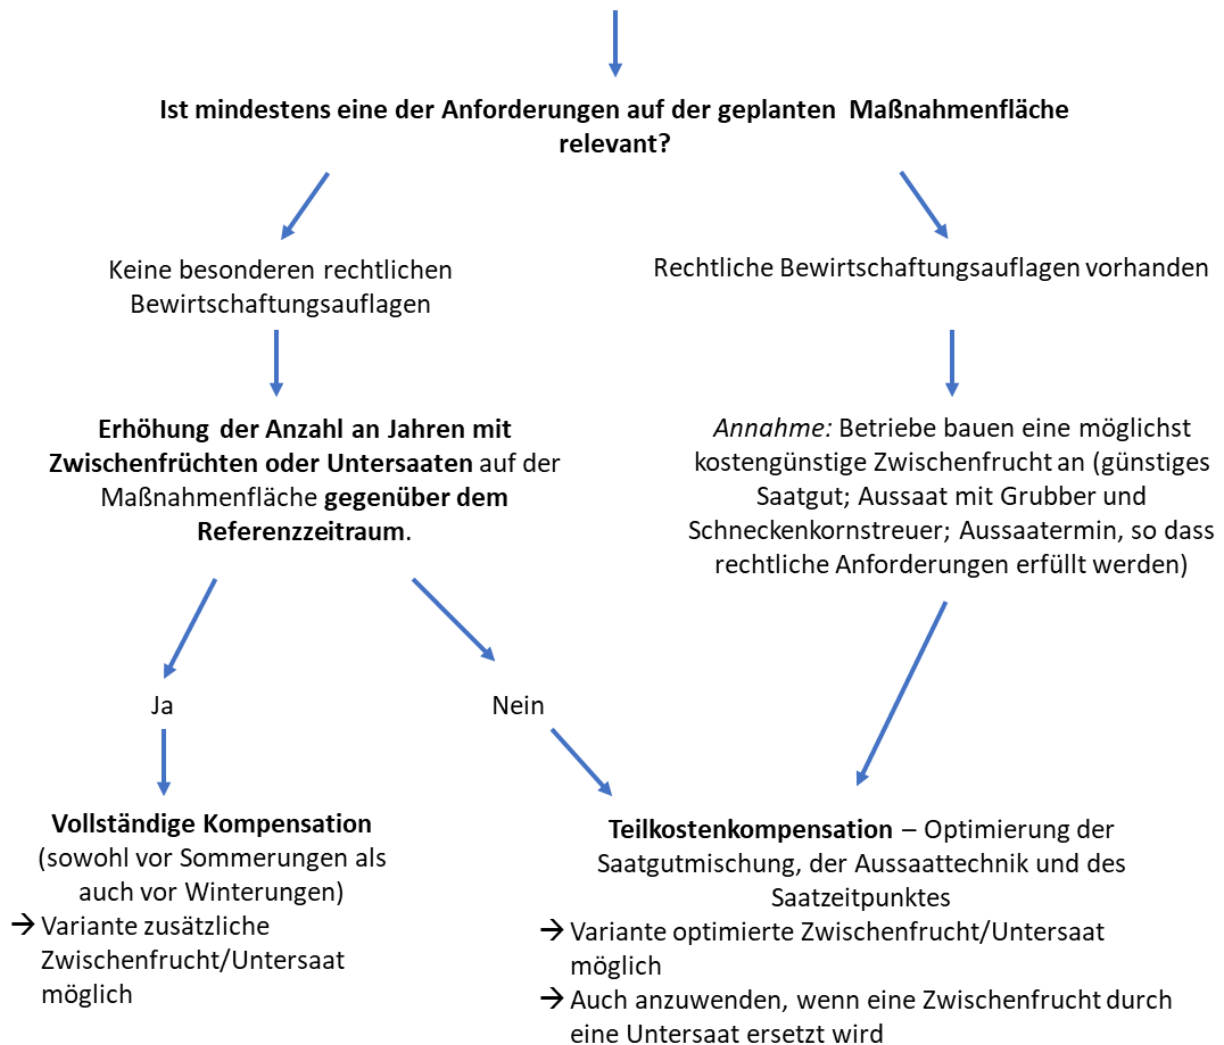 Ist mindestens eine der Anforderungen auf der geplanten Maßnahmenfläche
relevant?
Keine besonderen rechtlichen
Bewirtschaftungsauflagen
Rechtliche Bewirtschaftungsauflagen vorhanden
Erhöhung der Anzahl an Jahren mit
Zwischenfrüchten oder Untersaaten auf der
Maßnahmenfläche gegenüber dem
Referenzzeitraum.
Annahme: Betriebe bauen eine möglichst
kostengünstige Zwischenfrucht an (günstiges
Saatgut; Aussaat mit Grubber und
Schneckenkornstreuer; Aussaatermin, so dass
rechtliche Anforderungen erfüllt werden)
Ja
Nein
Vollständige Kompensation
(sowohl vor Sommerungen als
auch vor Winterungen)
→ Variante zusätzliche
Zwischenfrucht/Untersaat
möglich
Teilkostenkompensation – Optimierung der
Saatgutmischung, der Aussaattechnik und des
Saatzeitpunktes
→ Variante optimierte Zwischenfrucht/Untersaat
möglich
→ Auch anzuwenden, wenn eine Zwischenfrucht durch
eine Untersaat ersetzt wird